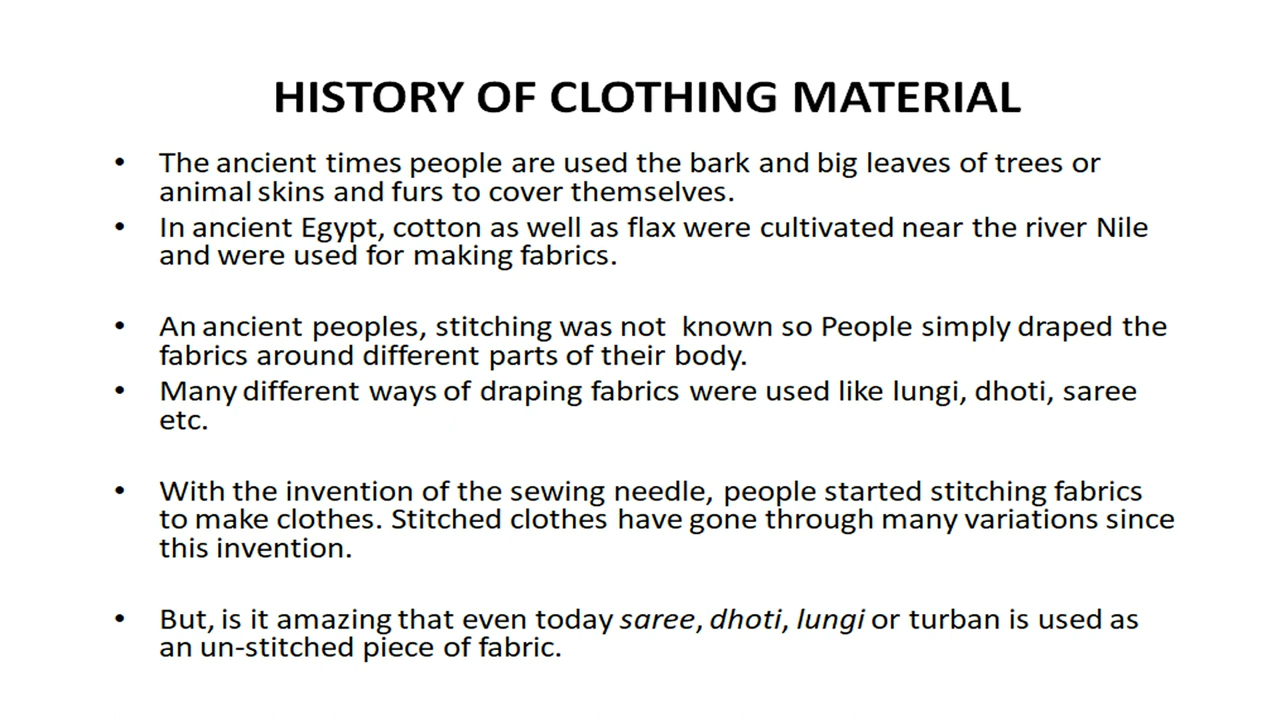 HISTORY OF CLOTHING MATERIAL
• The ancient times people are used the bark and big leaves of trees or
animal skins and furs to cover themselves.
• In ancient Egypt, cotton as well as flax were cultivated near the river Nile
and were used for making fabrics.
• An ancient peoples, stitching was not  known so People simply draped the
fabrics around different parts of their body.
• Many different ways of draping fabrics were used like lungi, dhoti, saree
etc.
• With the invention of the sewing needle, people started stitching fabrics
to make clothes. Stitched clothes have gone through many variations since
this invention.
• But, is it amazing that even today saree, dhoti, lungi or turban is used as
an un-stitched piece of fabric.